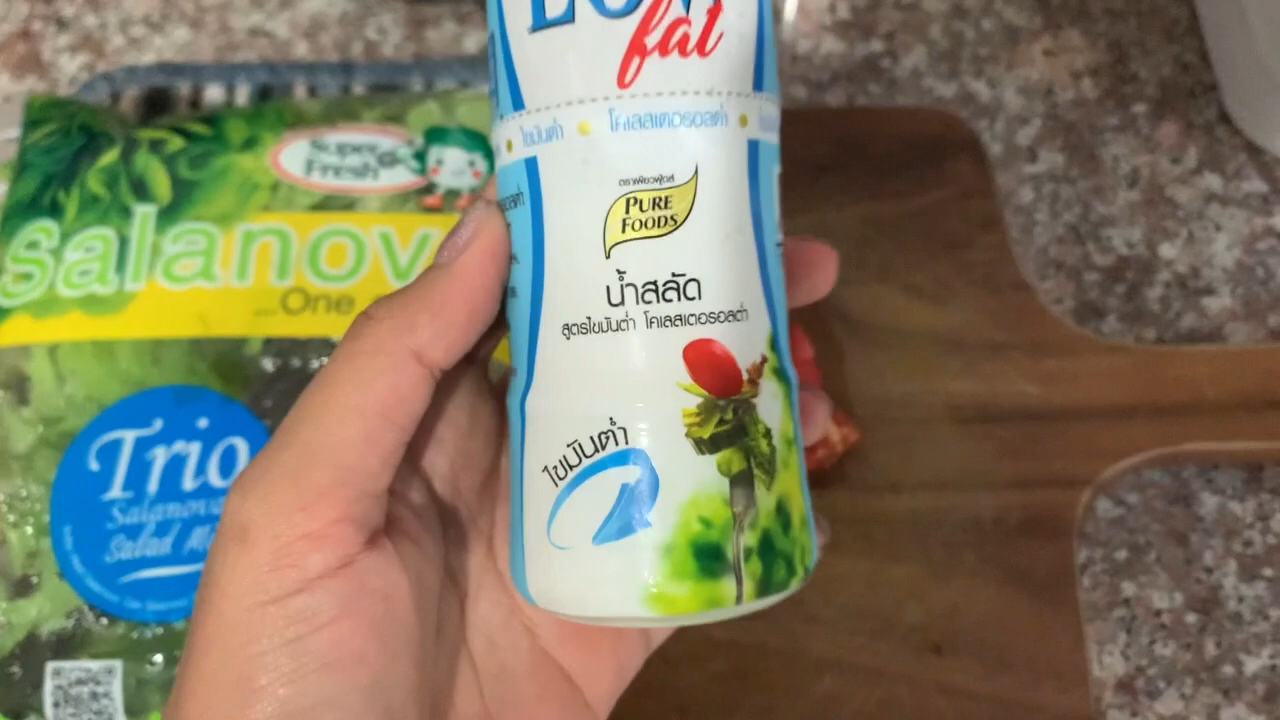 LOW
fat
ไขมันต่ำ • โคเลสเตอรอลต่ำ
ตราเพียวฟู้ดส์
PURE
FOODS
น้ำสลัด
สูตรไขมันต่ำ โคเลสเตอรอลต่ำ
ไขมันต่ำ
Super
Fresh
Salanov
...One
Trio
Salanova
Salad M